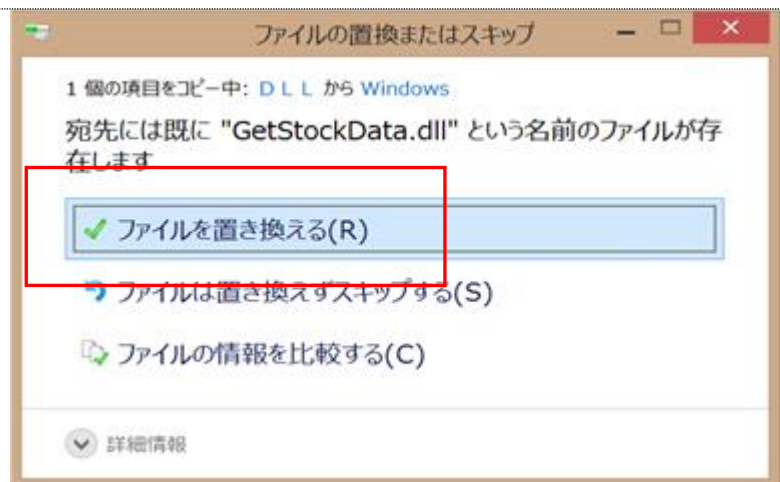 ファイルの置換またはスキップ
1 個の項目をコピー中: ＤＬＬ から Windows
宛先には既に "GetStockData.dll" という名前のファイルが存
在します
ファイルを置き換える(R)
ファイルは置き換えずスキップする(S)
ファイルの情報を比較する(C)
詳細情報